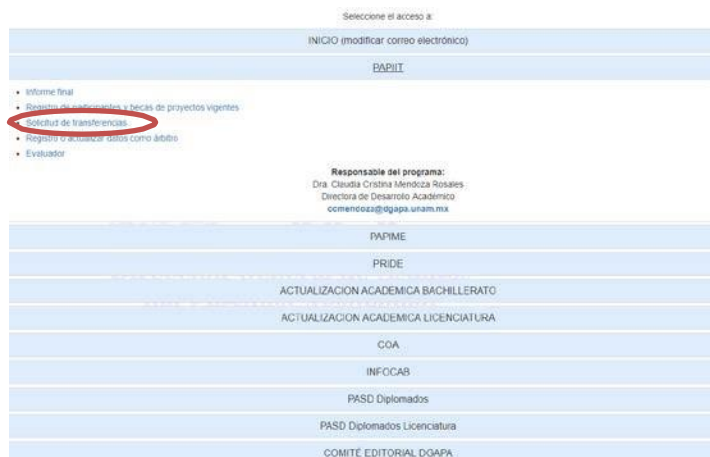 Seleccione el acceso a:
INICIO (modificar correo electrónico)
PAPIIT
Informe final
Registro de participantes y becas de proyectos vigentes
Solicitud de transferencias.
Registro o actualizar datos como árbitro
Evaluador
Responsable del programa:
Dra. Claudia Cristina Mendoza Rosales
Directora de Desarrollo Académico
ccmendoza@dgapa.unam.mx
PAPIME
PRIDE
ACTUALIZACION ACADEMICA BACHILLERATO
ACTUALIZACION ACADEMICA LICENCIATURA
COA
INFOCAB
PASD Diplomados
PASD Diplomados Licenciatura
COMITÉ EDITORIAL DGAPA